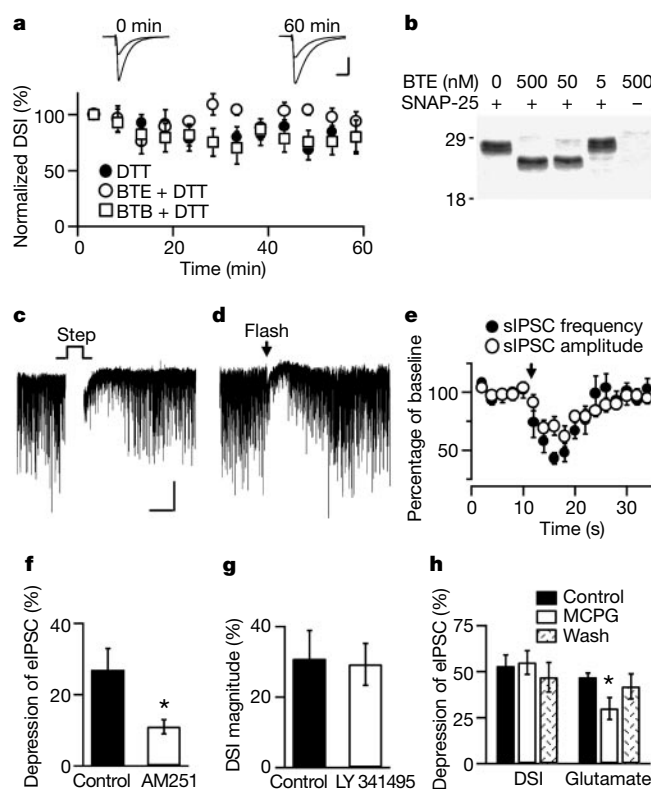 a
0 min
60 min
Normalized DSI (%)
100
50
0
DTT
BTE + DTT
BTB + DTT
0
20
40
60
Time (min)
b
BTE (nM) 0 500 50 5 500
SNAP-25 + + + + −
29
18
c
Step
d
Flash
e
sIPSC frequency
sIPSC amplitude
Percentage of baseline
100
50
0
10
20
30
Time (s)
f
Depression of eIPSC (%)
40
20
0
*
Control
AM251
g
DSI magnitude (%)
40
20
0
Control
LY 341495
h
Control
MCPG
Wash
Depression of eIPSC (%)
75
50
25
0
*
DSI
Glutamate